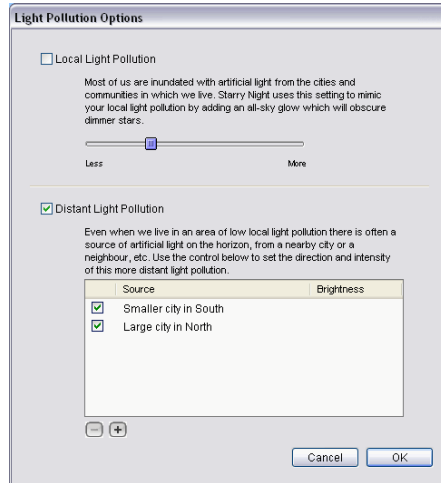 Light Pollution Options
Local Light Pollution
Most of us are inundated with artificial light from the cities and
communities in which we live. Starry Night uses this setting to mimic
your local light pollution by adding an all-sky glow which will obscure
dimmer stars.
Less More
Distant Light Pollution
Even when we live in an area of low local light pollution there is often a
source of artificial light on the horizon, from a nearby city or a
neighbour, etc. Use the control below to set the direction and intensity
of this more distant light pollution.
Source Brightness
Smaller city in South
Large city in North
Cancel OK